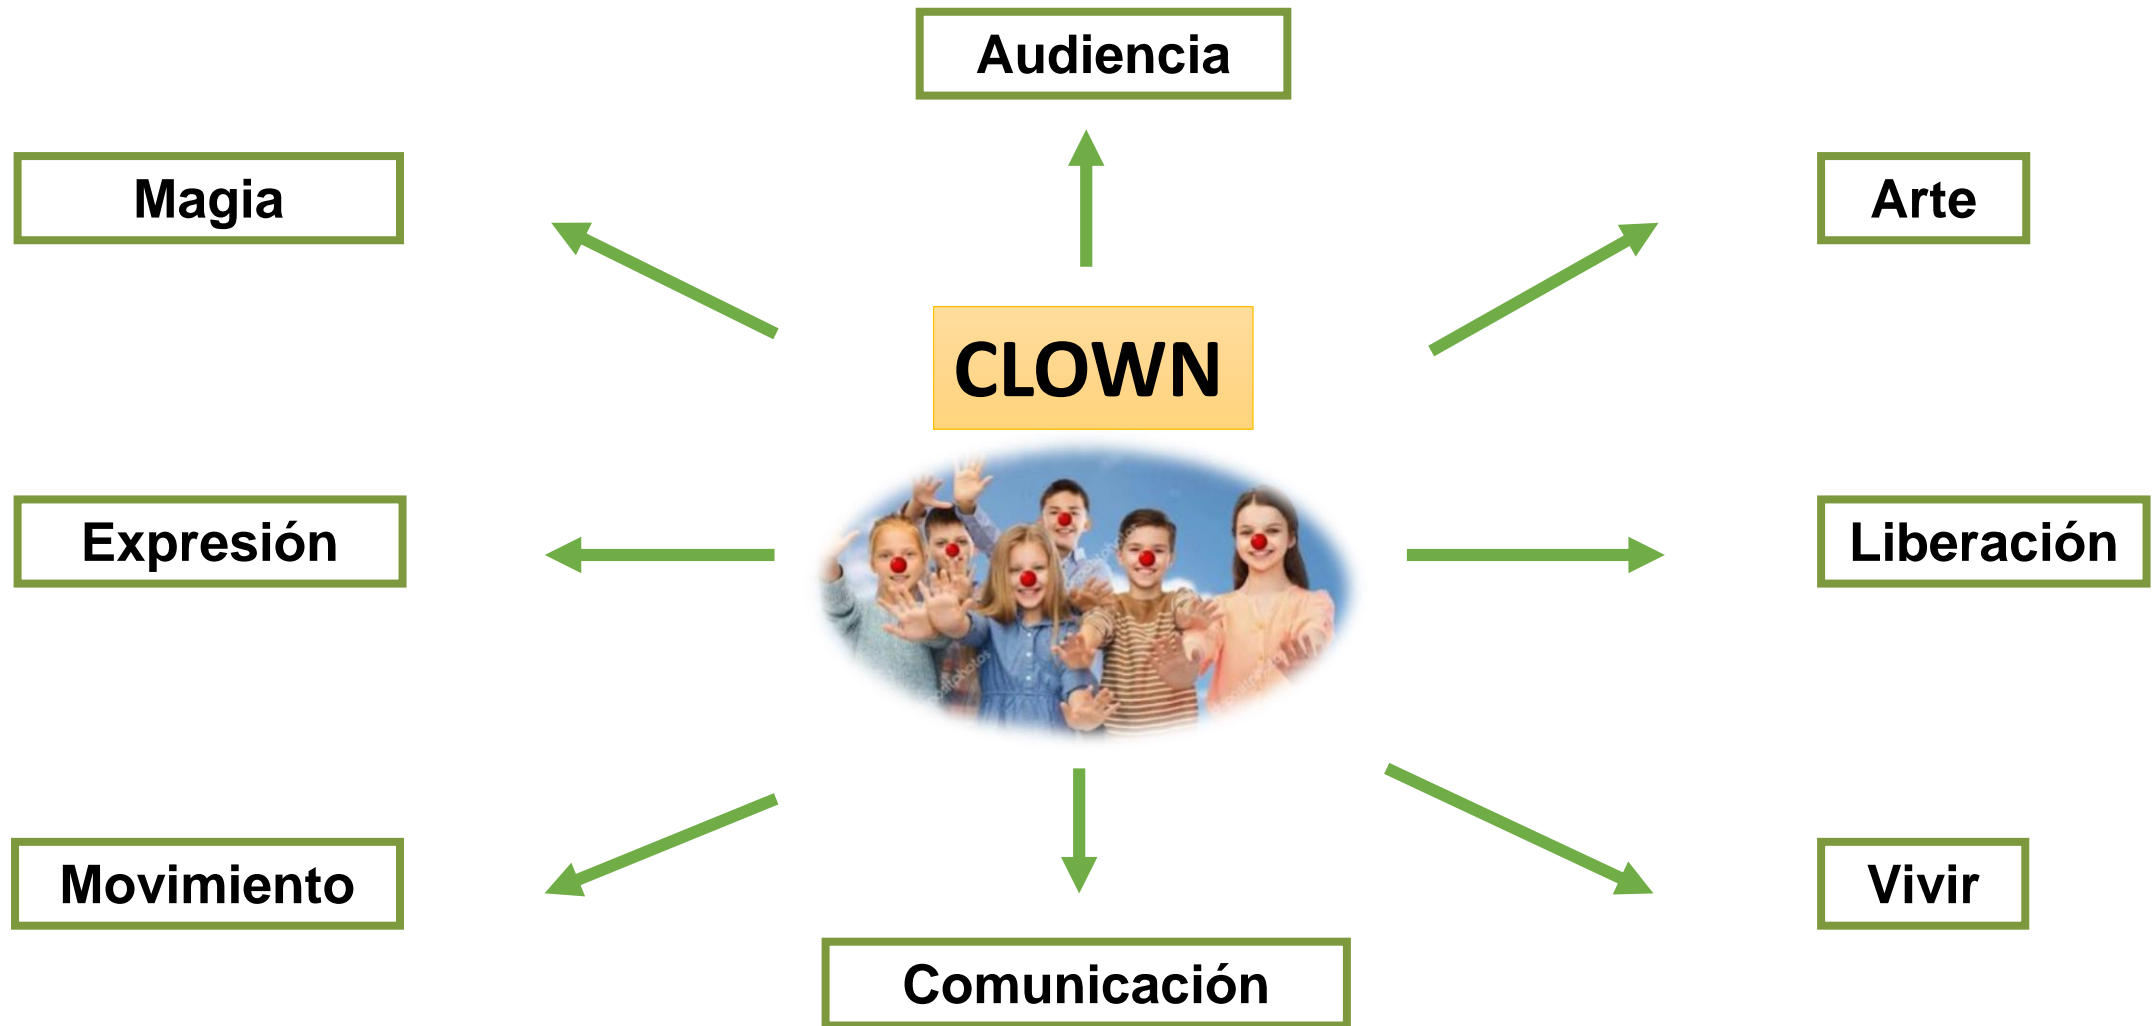 Audiencia
Magia
Arte
CLOWN
Expresión
Liberación
Movimiento
Vivir
Comunicación